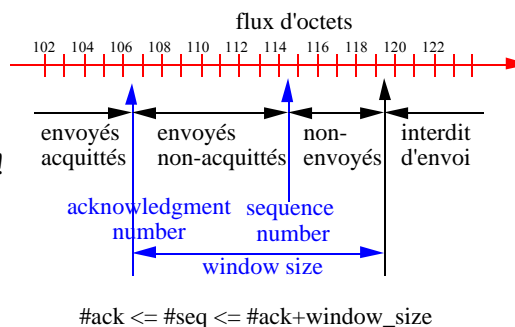 flux d'octets
102 104 106 108 110 112 114 116 118 120 122
envoyés envoyés non- interdit
acquittés non-acquittés envoyés d'envoi
acknowledgment sequence
number number
window size
#ack <= #seq <= #ack+window_size